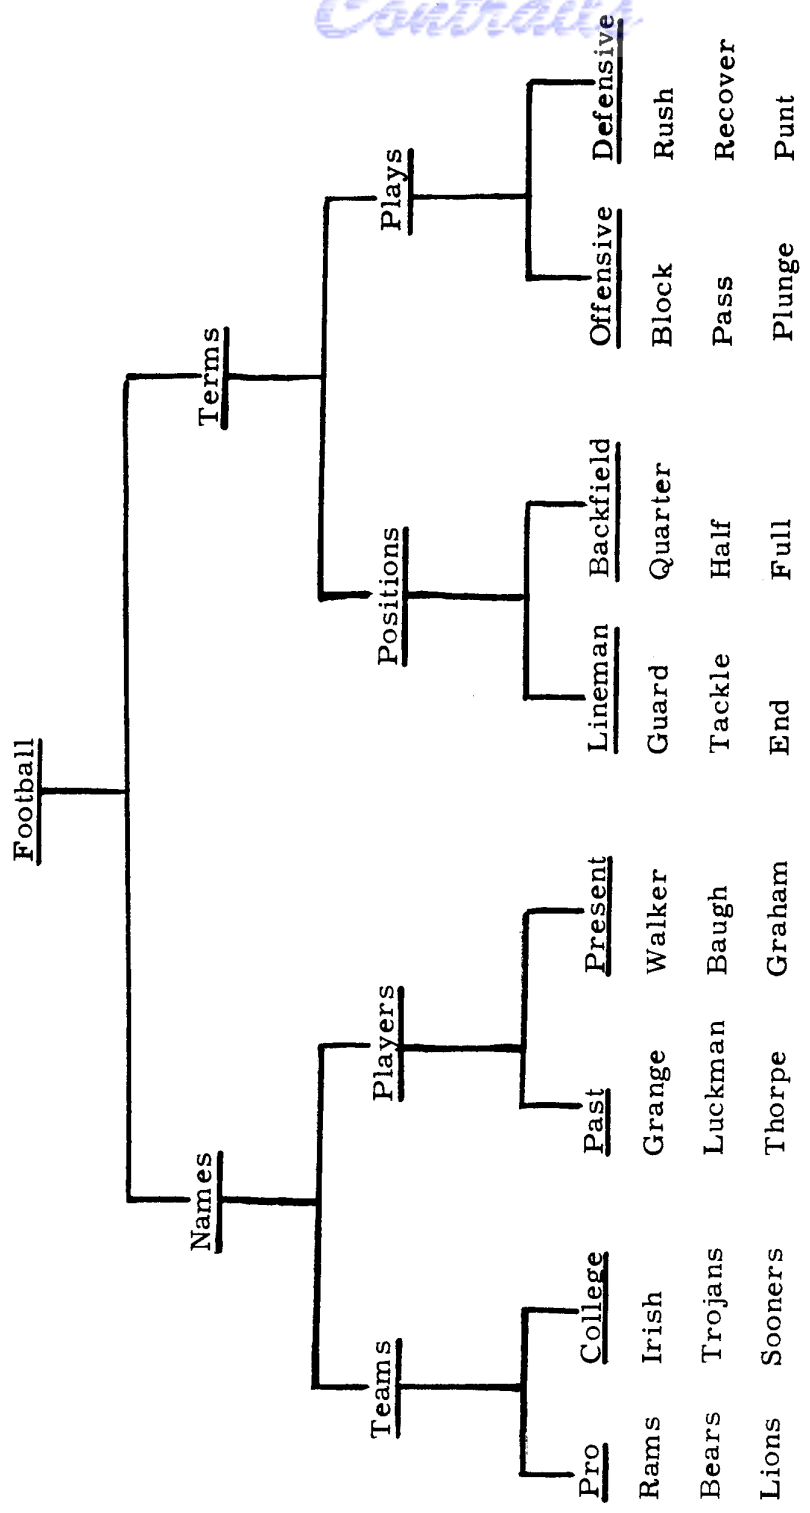 Contrails
Football
Names Terms
Teams Players Positions Plays
Pro College Past Present Lineman Backfield Offensive Defensive
Rams Irish Grange Walker Guard Quarter Block Rush
Bears Trojans Luckman Baugh Tackle Half Pass Recover
Lions Sooners Thorpe Graham End Full Plunge Punt